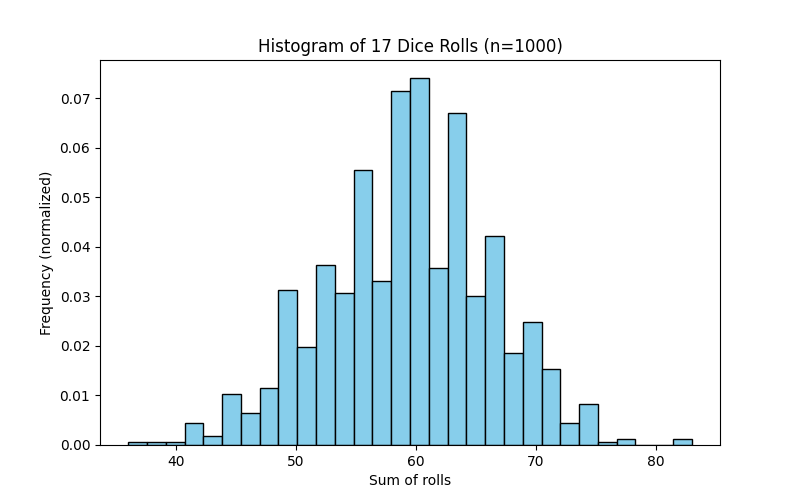 Histogram of 17 Dice Rolls (n=1000)
Frequency (normalized)
0.07
0.06
0.05
0.04
0.03
0.02
0.01
0.00
40 50 60 70 80
Sum of rolls